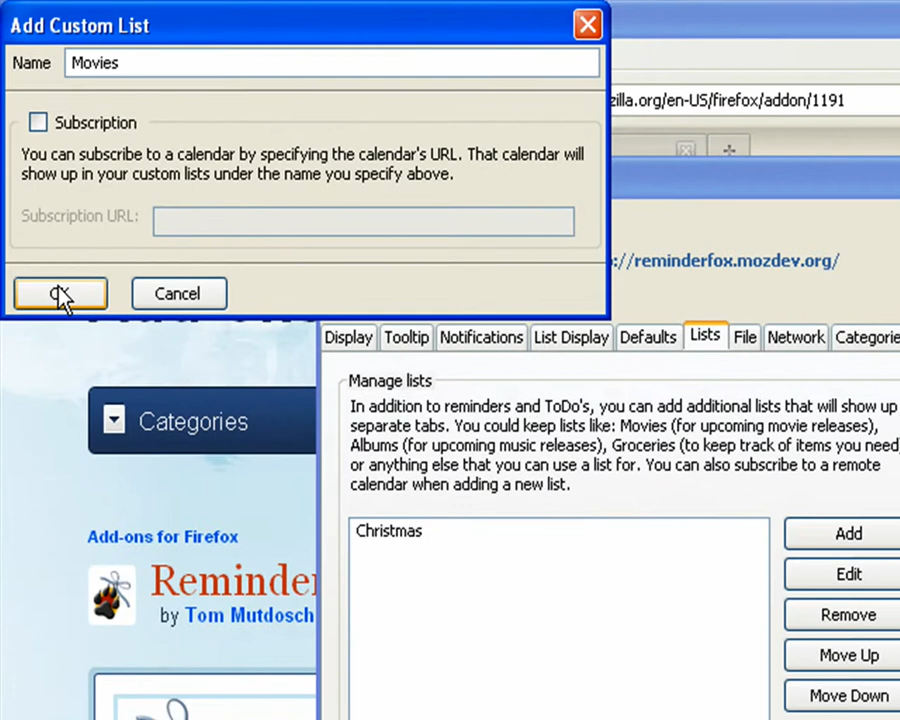 Add Custom List
Name Movies
zilla.org/en-US/firefox/addon/1191
Subscription
You can subscribe to a calendar by specifying the calendar's URL. That calendar will
show up in your custom lists under the name you specify above.
Subscription URL:
://reminderfox.mozdev.org/
OK Cancel
Display Tooltip Notifications List Display Defaults Lists File Network Categorie
Manage lists
In addition to reminders and ToDo's, you can add additional lists that will show up
separate tabs. You could keep lists like: Movies (for upcoming movie releases),
Albums (for upcoming music releases), Groceries (to keep track of items you need
or anything else that you can use a list for. You can also subscribe to a remote
calendar when adding a new list.
Categories
Christmas
Add
Edit
Remove
Move Up
Move Down
Add-ons for Firefox
Reminder
by Tom Mutdosch